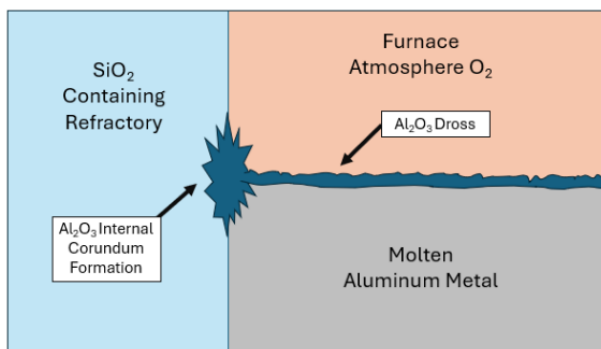 SiO₂
Containing
Refractory
Furnace
Atmosphere O₂
Al₂O₃ Dross
Al₂O₃ Internal
Corundum
Formation
Molten
Aluminum Metal